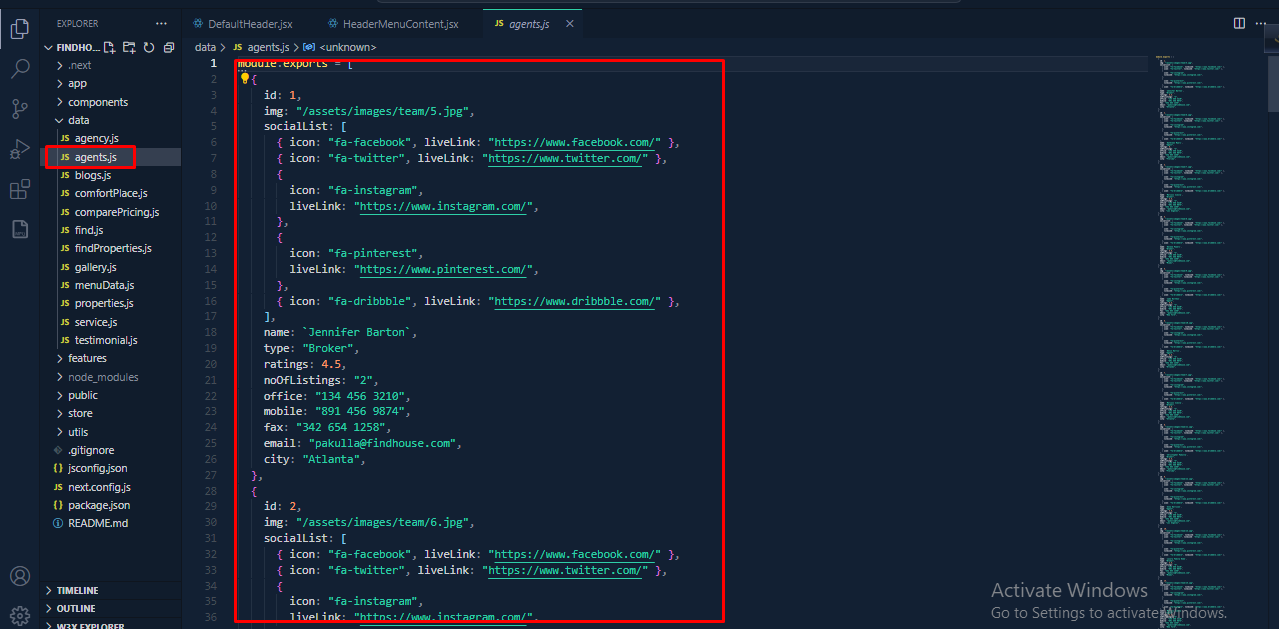 EXPLORER
FINDHO...
.next
app
components
data
JS agency.js
JS agents.js
JS blogs.js
JS comfortPlace.js
JS comparePricing.js
JS find.js
JS findProperties.js
JS gallery.js
JS menuData.js
JS properties.js
JS service.js
JS testimonial.js
features
node_modules
public
store
utils
.gitignore
{} jsconfig.json
JS next.config.js
{} package.json
README.md
TIMELINE
OUTLINE
W3X EXPLORER
DefaultHeader.jsx
HeaderMenuContent.jsx
JS agents.js
data > JS agents.js > <unknown>
1 module.exports = [
2 {
3 id: 1,
4 img: "/assets/images/team/5.jpg",
5 socialList: [
6 { icon: "fa-facebook", liveLink: "https://www.facebook.com/" },
7 { icon: "fa-twitter", liveLink: "https://www.twitter.com/" },
8 {
9 icon: "fa-instagram",
10 liveLink: "https://www.instagram.com/",
11 },
12 {
13 icon: "fa-pinterest",
14 liveLink: "https://www.pinterest.com/",
15 },
16 { icon: "fa-dribbble", liveLink: "https://www.dribbble.com/" },
17 ],
18 name: `Jennifer Barton`,
19 type: "Broker",
20 ratings: 4.5,
21 noOfListings: "2",
22 office: "134 456 3210",
23 mobile: "891 456 9874",
24 fax: "342 654 1258",
25 email: "pakulla@findhouse.com",
26 city: "Atlanta",
27 },
28 {
29 id: 2,
30 img: "/assets/images/team/6.jpg",
31 socialList: [
32 { icon: "fa-facebook", liveLink: "https://www.facebook.com/" },
33 { icon: "fa-twitter", liveLink: "https://www.twitter.com/" },
34 {
35 icon: "fa-instagram",
36 liveLink: "https://www.instagram.com/",
Activate Windows
Go to Settings to activate Windows.